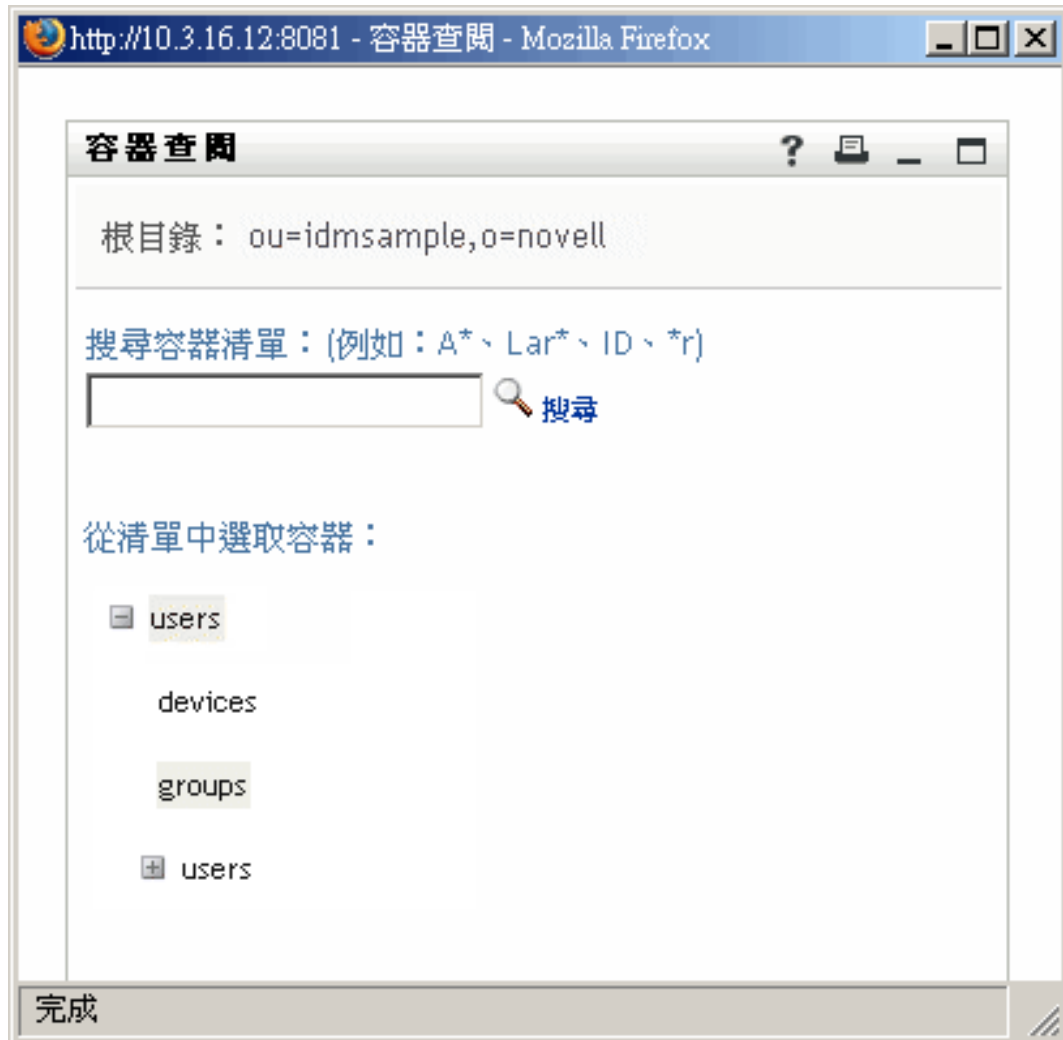 http://10.3.16.12:8081 - 容器查閱 - Mozilla Firefox
容器查閱
根目錄： ou=idmsample,o=novell
搜尋容器清單：(例如：A*、Lar*、ID、*r)
搜尋
從清單中選取容器：
users
devices
groups
users
完成